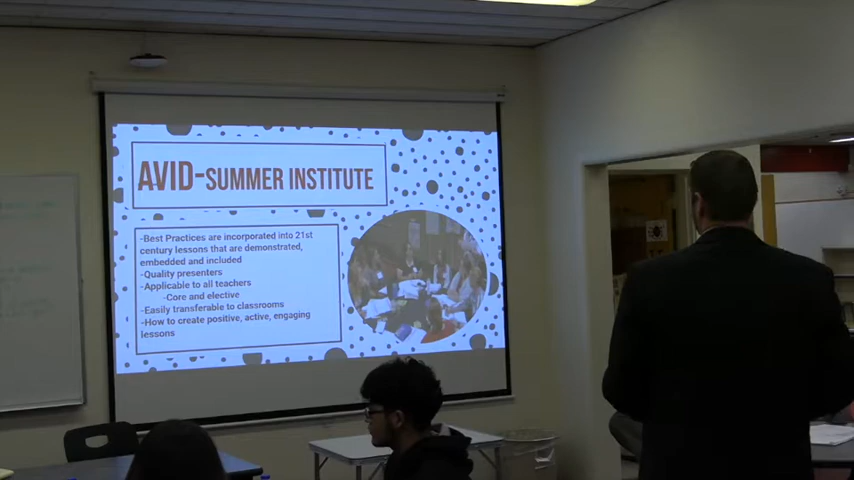 AVID-SUMMER INSTITUTE
-Best Practices are incorporated into 21st
century lessons that are demonstrated,
embedded and included
-Quality presenters
-Applicable to all teachers
-Core and elective
-Easily transferable to classrooms
-How to create positive, active, engaging
lessons